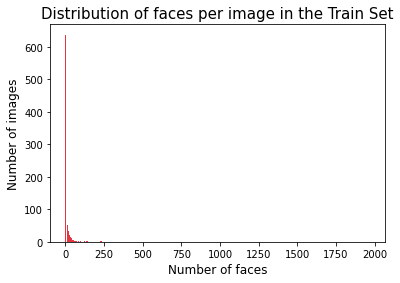 Distribution of faces per image in the Train Set
Number of images
600
500
400
300
200
100
0
0 250 500 750 1000 1250 1500 1750 2000
Number of faces